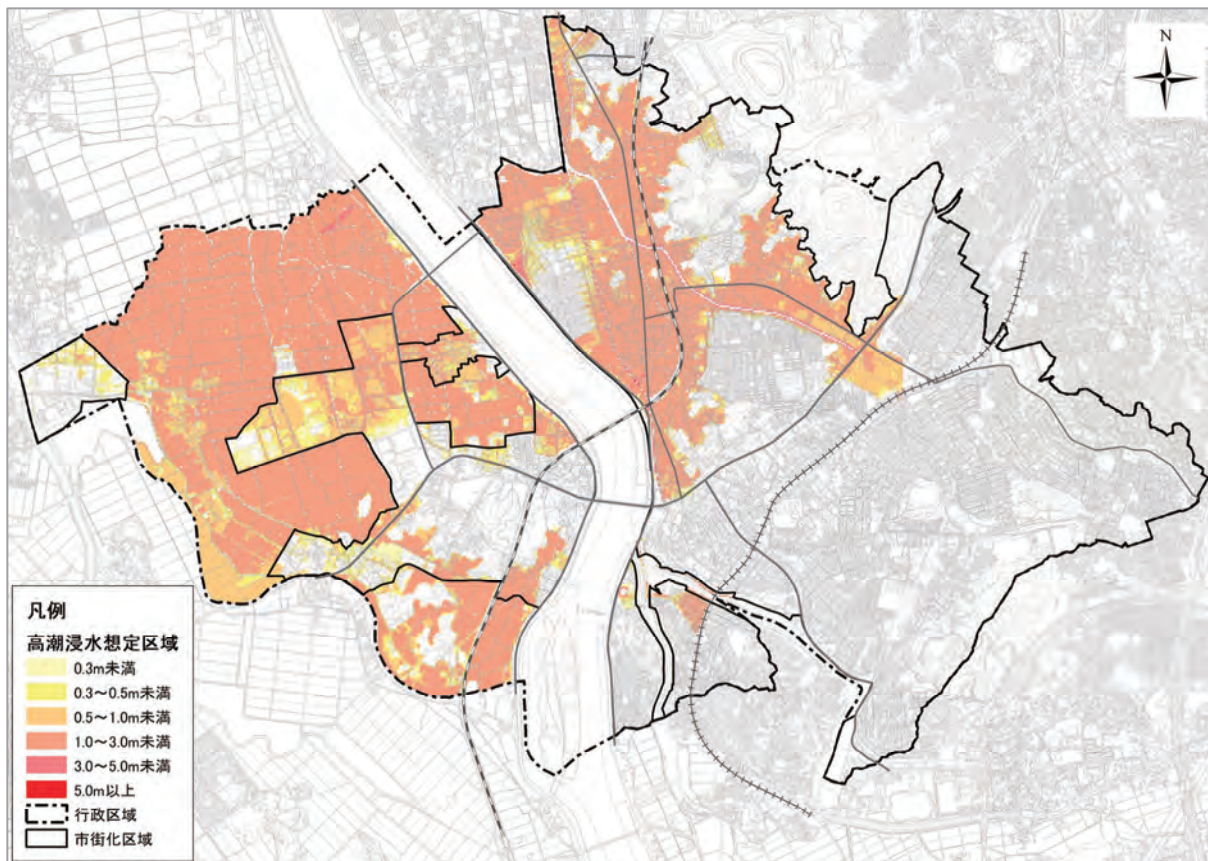 N
凡例
高潮浸水想定区域
0.3m未満
0.3～0.5m未満
0.5～1.0m未満
1.0～3.0m未満
3.0～5.0m未満
5.0m以上
行政区域
市街化区域